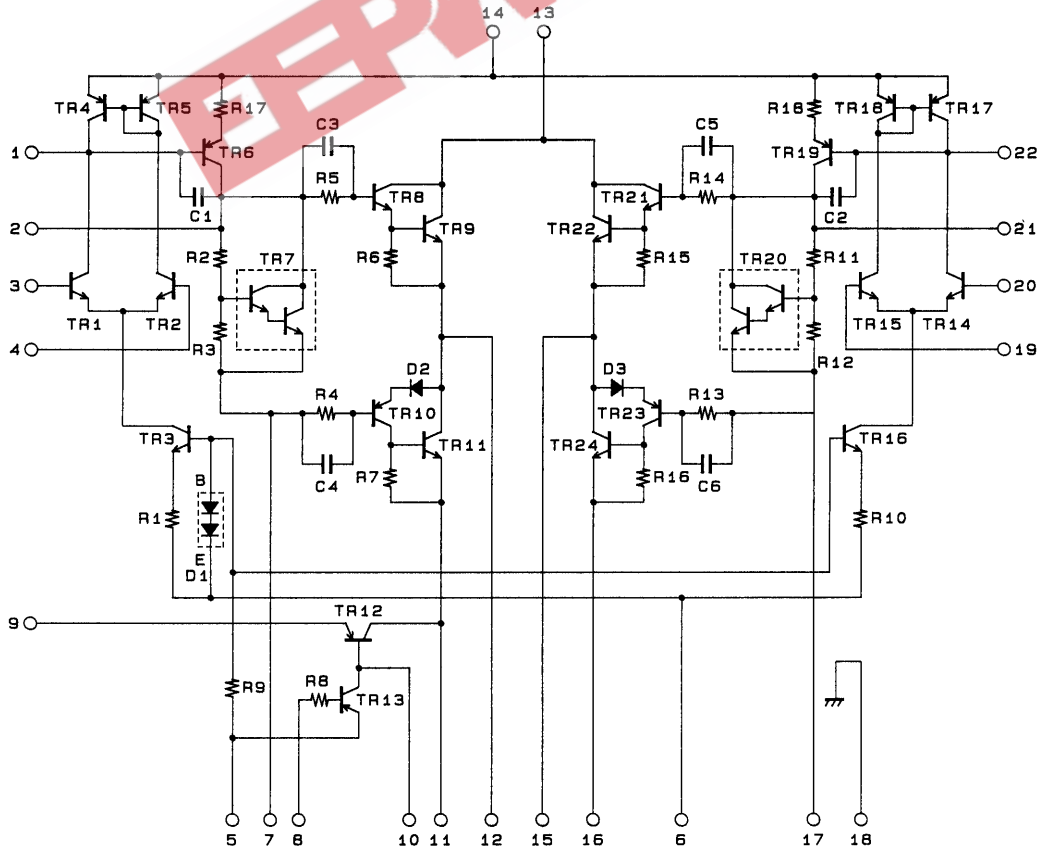 14 13
TR4 TR5 R17 R18 TR18 TR17
C3 C5
1 TR6 TR19 22
R5 R14
TR8 TR21
C1 C2
2 TR9 TR22 21
R2 TR7 R6 R15 TR20 R11
3 20
TR1 TR2 TR15 TR14
R3
4 R12 19
D2 D3
R4 R13
TR10 TR23
TR3 TR11 TR24 TR16
R7 R16
B C4 C6
R1 R10
E
D1
TR12
9
R8
R9 TR13
5 7 8 10 11 12 15 16 6 17 18